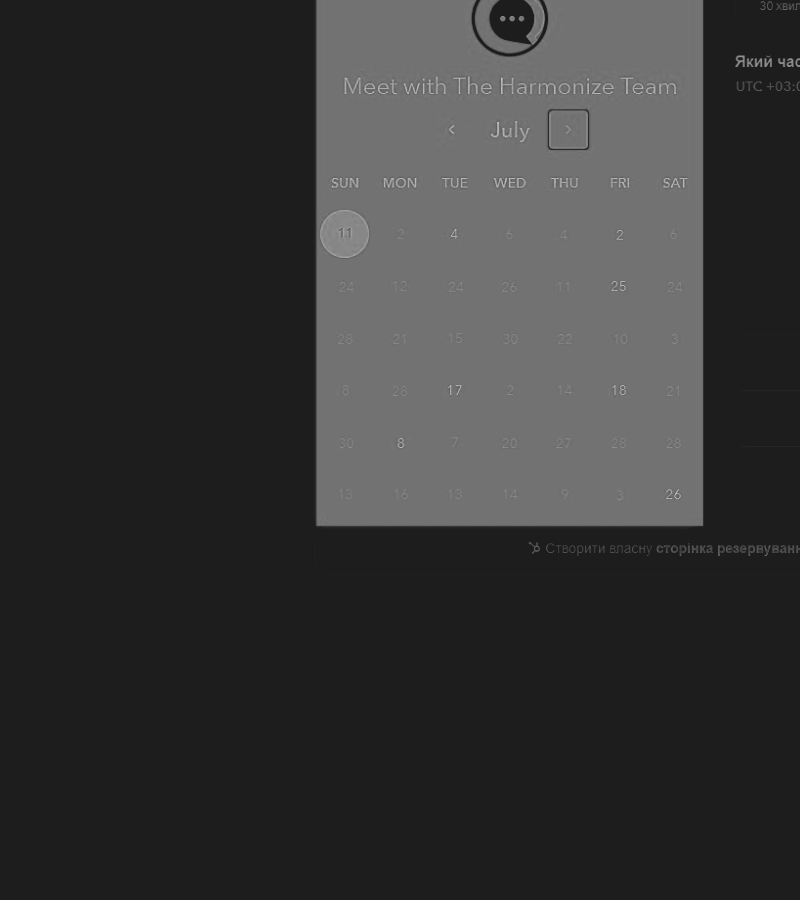 30 хвил
Який час
UTC +03:0
Meet with The Harmonize Team
July
SUN MON TUE WED THU FRI SAT
11 2 4 6 4 2 6
24 12 24 26 11 25 24
28 21 15 30 22 10 3
8 28 17 2 14 18 21
30 8 7 20 27 28 28
13 16 13 14 9 3 26
Створити власну сторінка резервуванн